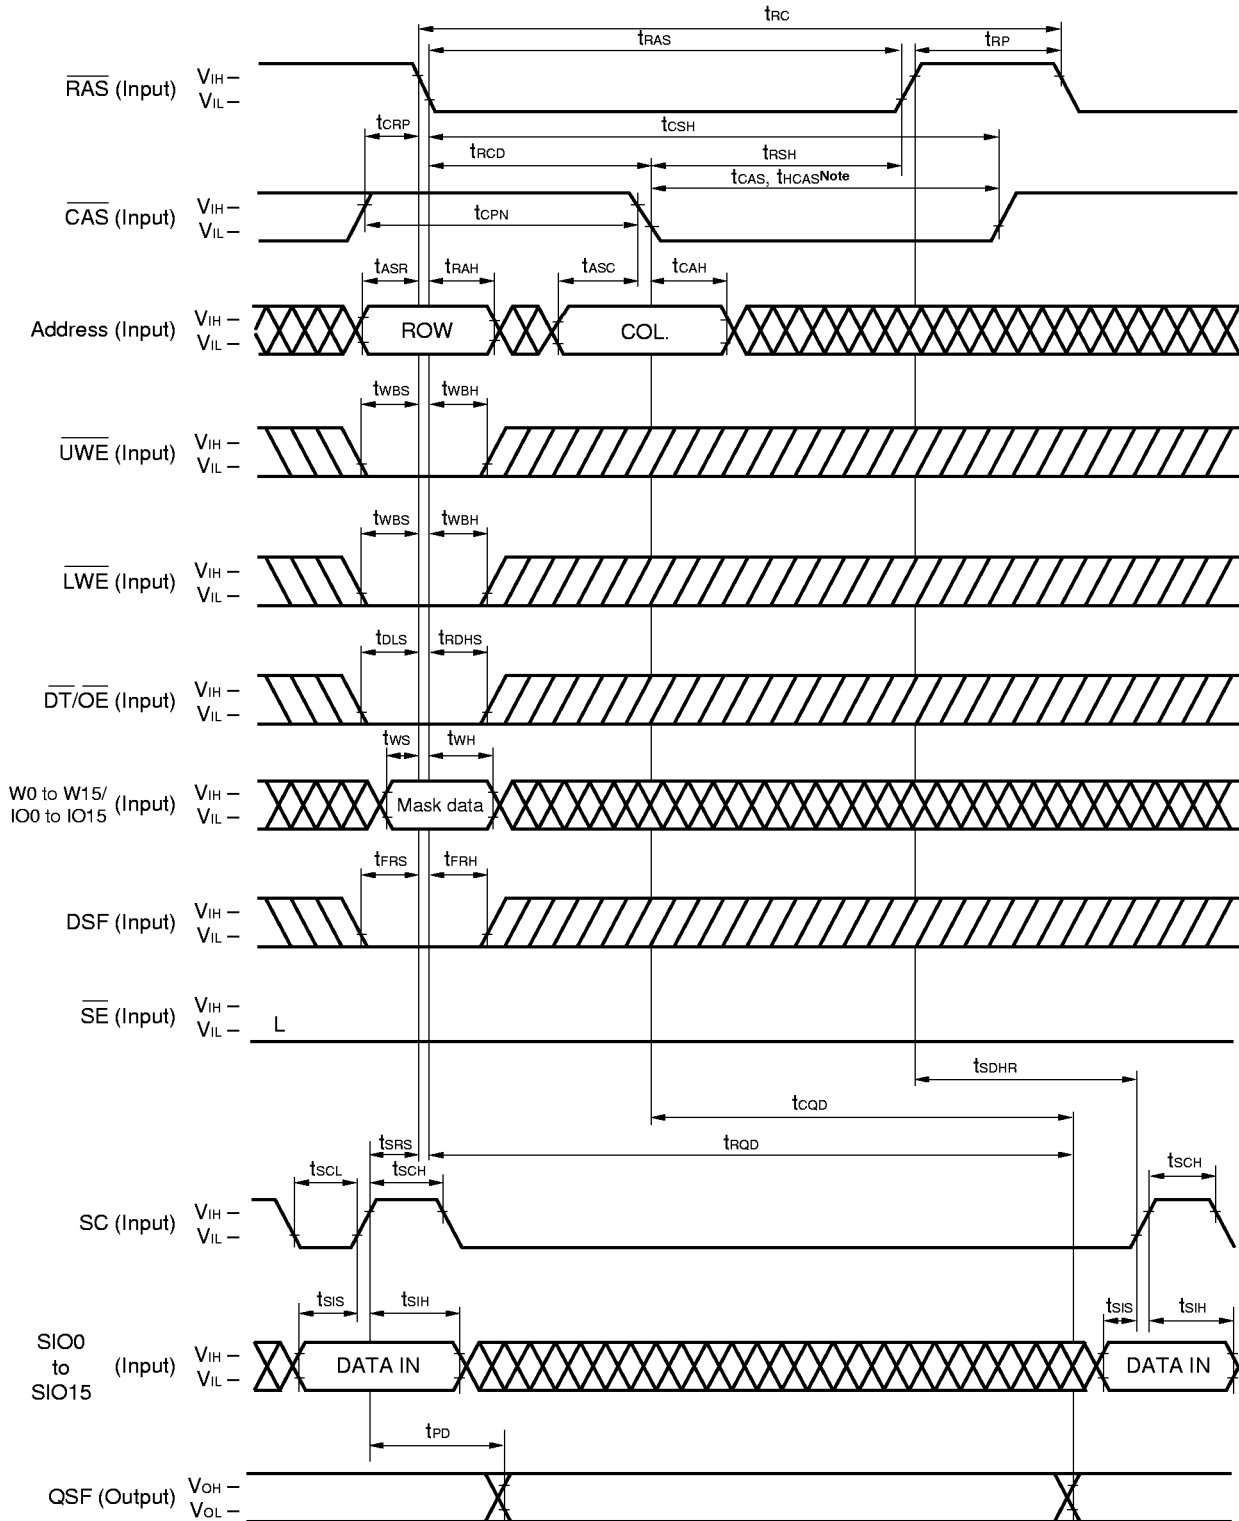 tRC
tRAS
tRP
RAS (Input)
VIH –
VIL –
tCRP
tCSH
tRCD
tRSH
tCAS, tHCAS Note
CAS (Input)
VIH –
VIL –
tCPN
tASR
tRAH
tASC
tCAH
Address (Input)
VIH –
VIL –
ROW
COL.
tWBS
tWBH
UWE (Input)
VIH –
VIL –
tWBS
tWBH
LWE (Input)
VIH –
VIL –
tDLS
tRDHS
DT/OE (Input)
VIH –
VIL –
tWS
tWH
W0 to W15/
IO0 to IO15
(Input)
VIH –
VIL –
Mask data
tFRS
tFRH
DSF (Input)
VIH –
VIL –
SE (Input)
VIH –
VIL –
L
tSDHR
tCQD
tSRS
tRQD
tSCL
tSCH
tSCH
SC (Input)
VIH –
VIL –
tSIS
tSIH
tSIS
tSIH
SIO0
to
SIO15
(Input)
VIH –
VIL –
DATA IN
DATA IN
tPD
QSF (Output)
VOH –
VOL –